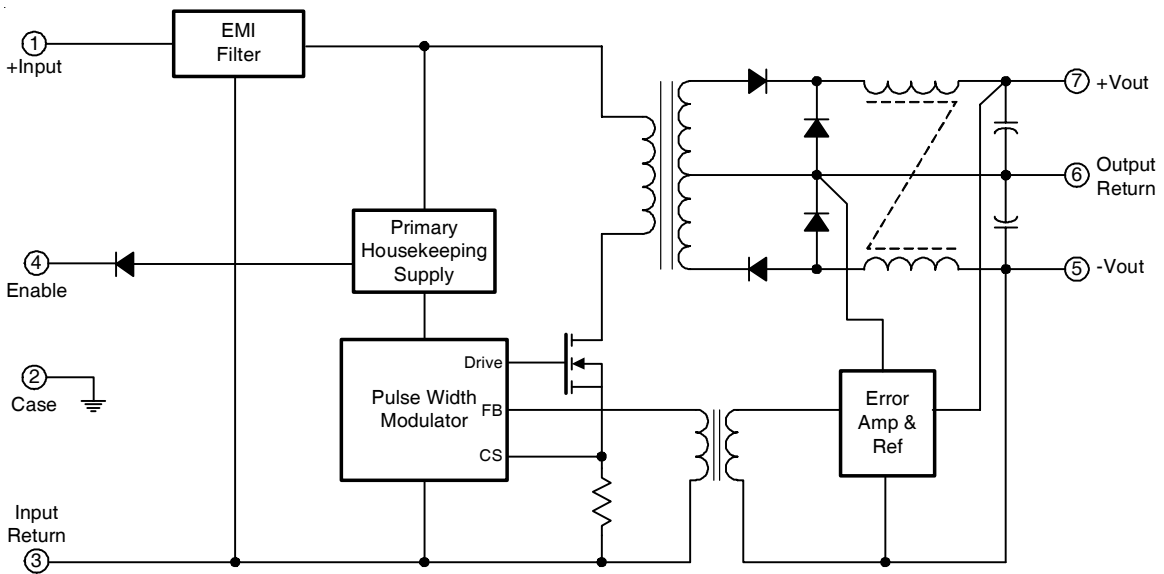 1
+Input
EMI
Filter
7
+Vout
6
Output
Return
Primary
Housekeeping
Supply
4
Enable
5
-Vout
Drive
Pulse Width
Modulator
FB
CS
2
Case
Error
Amp &
Ref
Input
Return
3